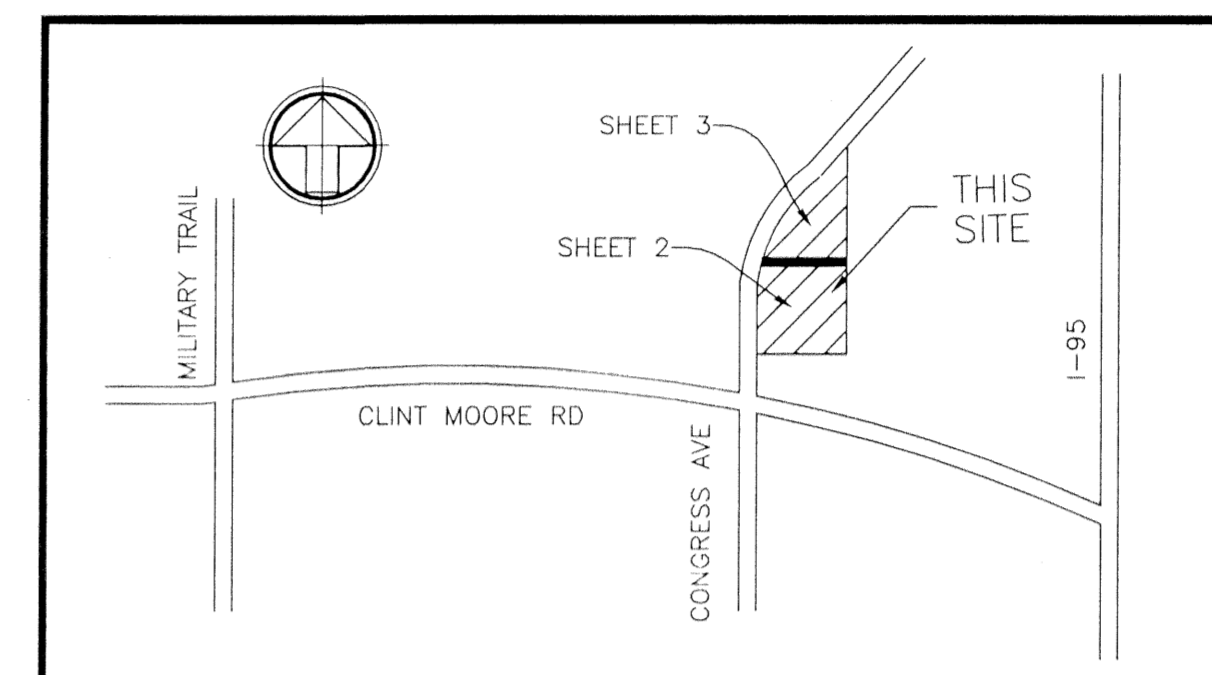 SHEET 3
THIS
SITE
SHEET 2
MILITARY TRAIL
I-95
CLINT MOORE RD
CONGRESS AVE